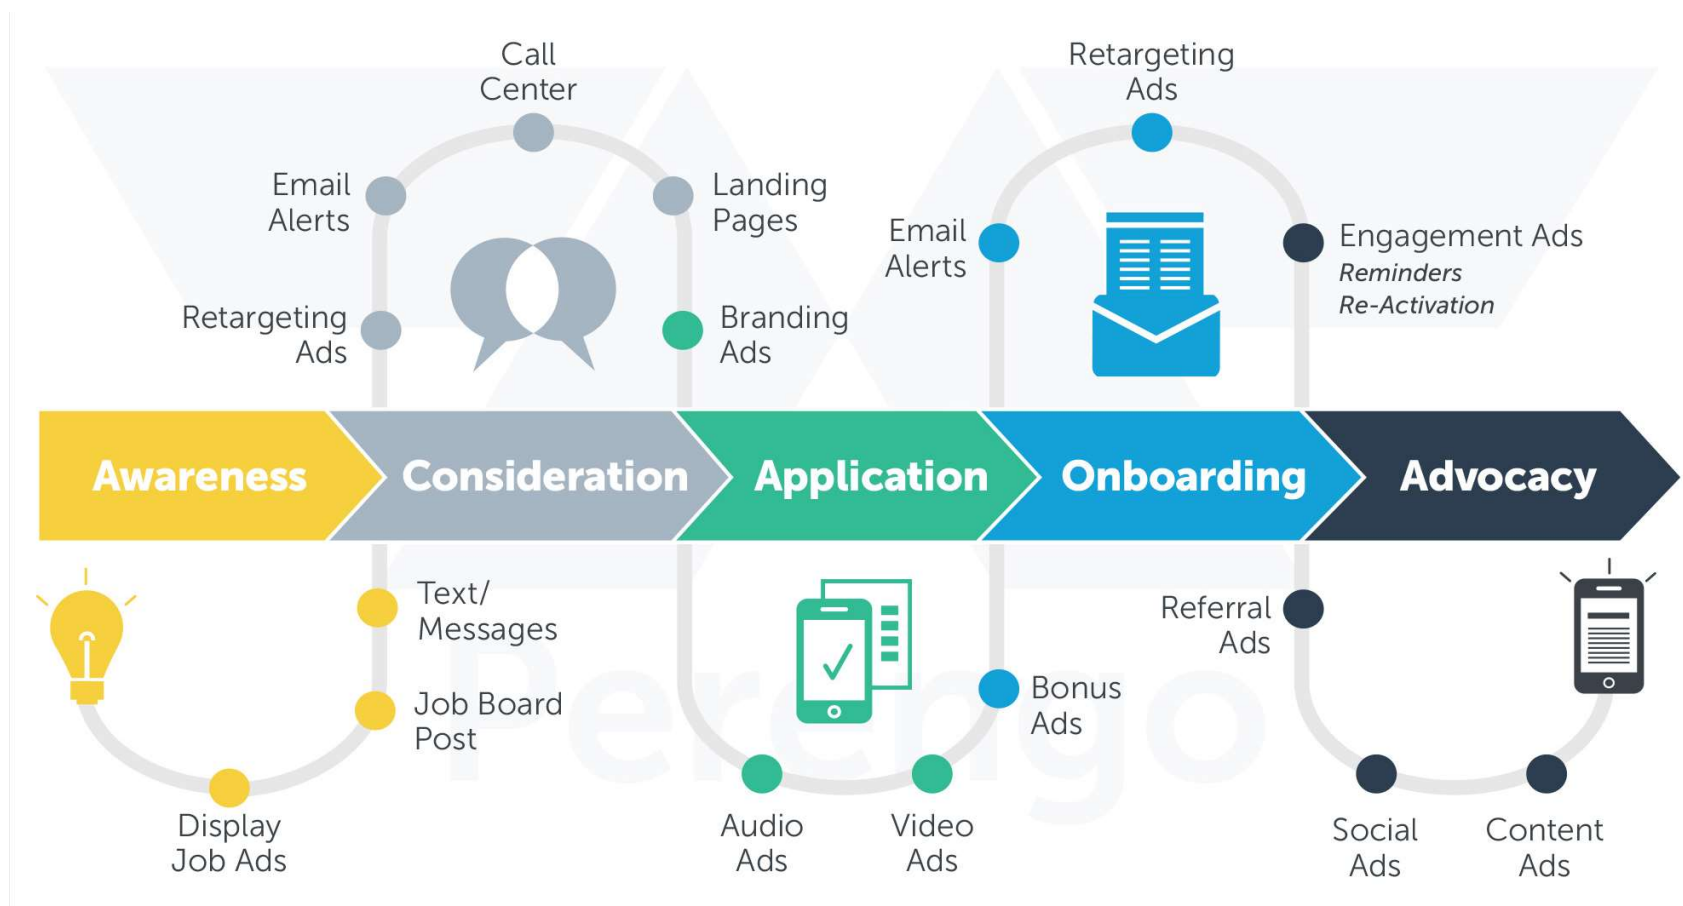 Call
Center
Retargeting
Ads
Email
Alerts
Landing
Pages
Email
Alerts
Engagement Ads
Reminders
Re-Activation
Retargeting
Ads
Branding
Ads
Awareness
Consideration
Application
Onboarding
Advocacy
Text/
Messages
Referral
Ads
Job Board
Post
Bonus
Ads
Perengo
Display
Job Ads
Audio
Ads
Video
Ads
Social
Ads
Content
Ads